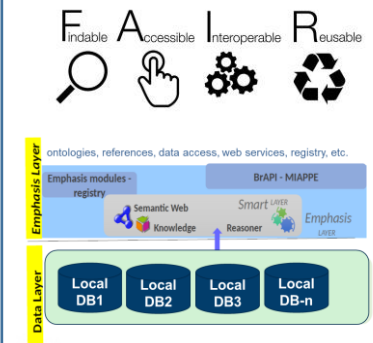 Findable Accessible Interoperable Reusable
Emphasis Layer
ontologies, references, data access, web services, registry, etc.
Emphasis modules -
registry
BrAPI - MIAPPE
Semantic Web
Knowledge
Reasoner
Smart LAYER
Emphasis
LAYER
Data Layer
Local
DB1
Local
DB2
Local
DB3
Local
DB-n